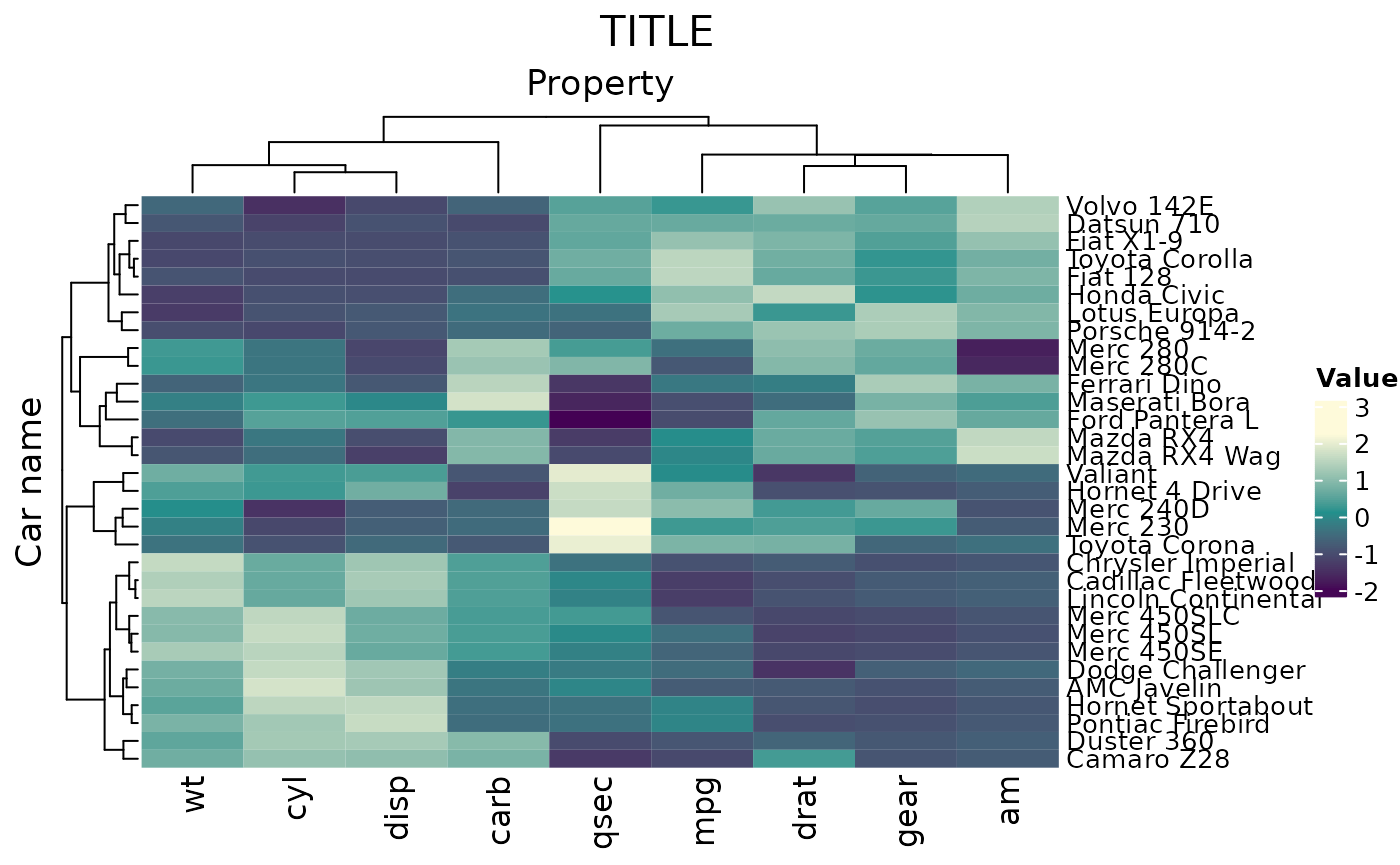 TITLE
Property
Car name
Volvo 142E
Datsun 710
Fiat X1-9
Toyota Corolla
Fiat 128
Honda Civic
Lotus Europa
Porsche 914-2
Merc 280
Merc 280C
Ferrari Dino
Maserati Bora
Ford Pantera L
Mazda RX4
Mazda RX4 Wag
Valiant
Hornet 4 Drive
Merc 240D
Merc 230
Toyota Corona
Chrysler Imperial
Cadillac Fleetwood
Lincoln Continental
Merc 450SLC
Merc 450SL
Merc 450SE
Dodge Challenger
AMC Javelin
Hornet Sportabout
Pontiac Firebird
Duster 360
Camaro Z28
Value
3
2
1
0
-1
-2
wt
cyl
disp
carb
qsec
mpg
drat
gear
am